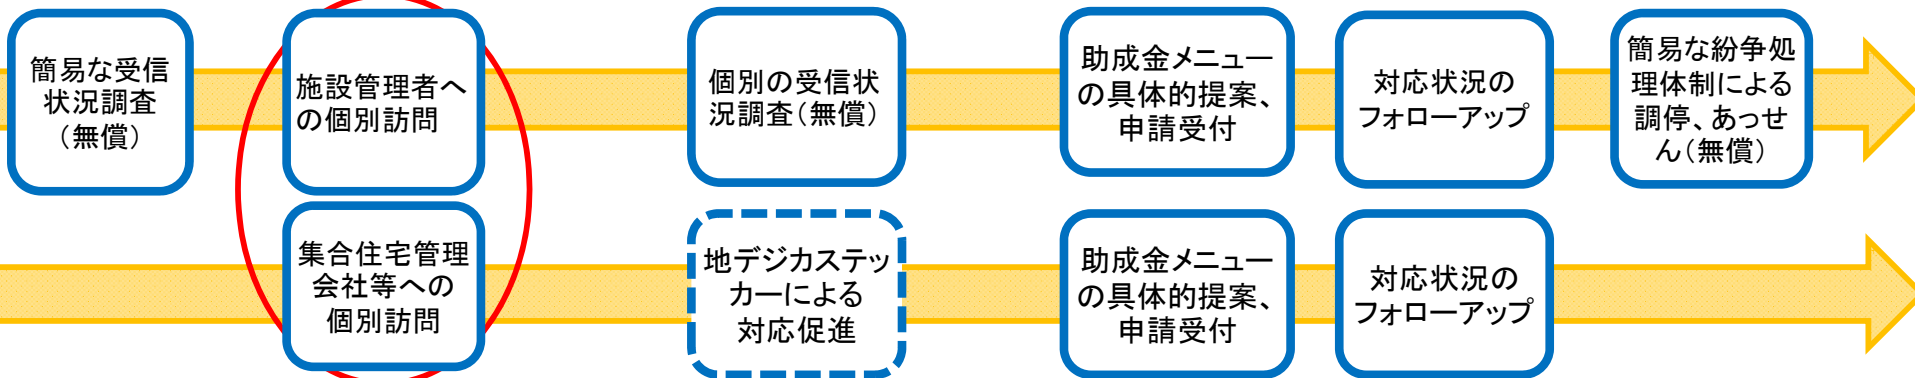 簡易な受信
状況調査
（無償）
施設管理者へ
の個別訪問
個別の受信状
況調査（無償）
助成金メニュー
の具体的提案、
申請受付
対応状況の
フォローアップ
簡易な紛争処
理体制による
調停、あっせ
ん（無償）
集合住宅管理
会社等への
個別訪問
地デジカステッ
カーによる
対応促進
助成金メニュー
の具体的提案、
申請受付
対応状況の
フォローアップ